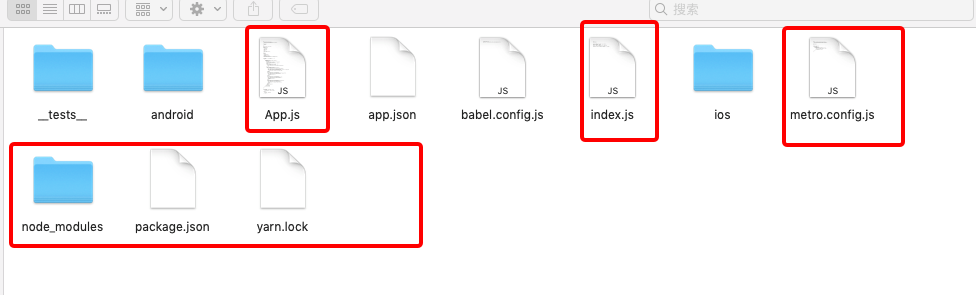 搜索
JS
JS
JS
JS
__tests__
android
App.js
app.json
babel.config.js
index.js
ios
metro.config.js
node_modules
package.json
yarn.lock